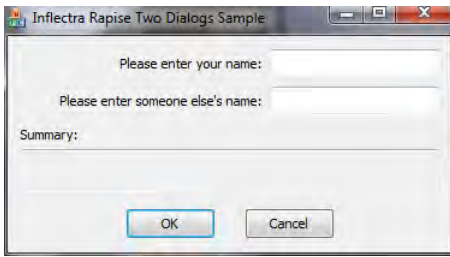 Inflectra Rapise Two Dialogs Sample
Please enter your name:
Please enter someone else's name:
Summary:
OK Cancel